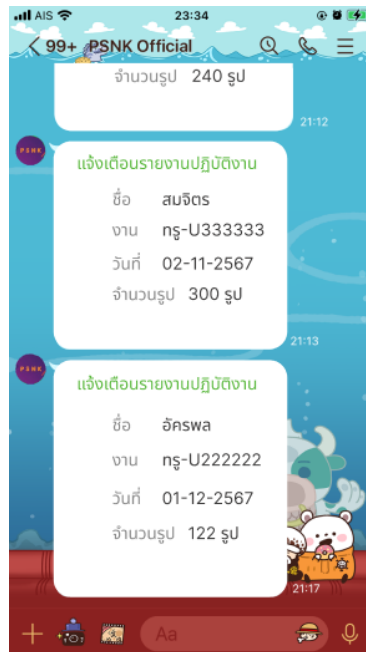 AIS 23:34
99+ PSNK Official
จำนวนรูป 240 รูป
21:12
PSNK
แจ้งเตือนรายงานปฏิบัติงาน
ชื่อ สมจิตร
งาน ทรู-U333333
วันที่ 02-11-2567
จำนวนรูป 300 รูป
21:13
PSNK
แจ้งเตือนรายงานปฏิบัติงาน
ชื่อ อัครพล
งาน ทรู-U222222
วันที่ 01-12-2567
จำนวนรูป 122 รูป
21:17
Aa